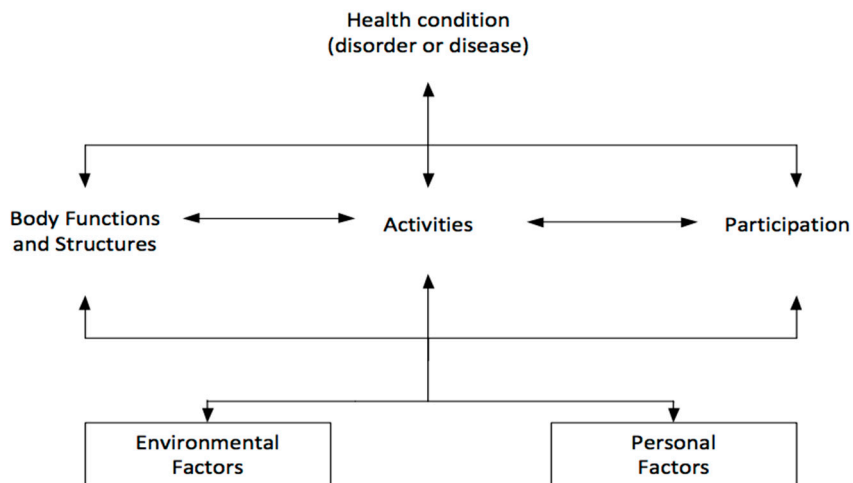 Health condition
(disorder or disease)
Body Functions
and Structures
Activities
Participation
Environmental
Factors
Personal
Factors